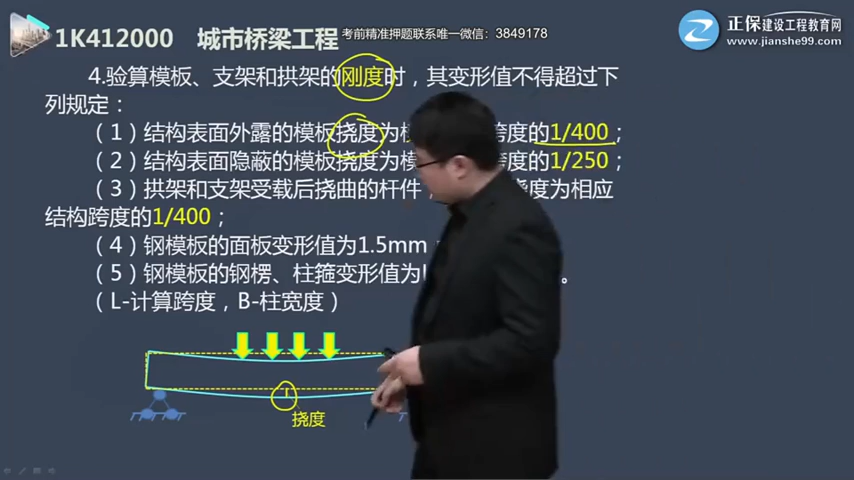 1K412000 城市桥梁工程
考前精准押题联系唯一微信：3849178
正保建设工程教育网
www.jianshe99.com
4.验算模板、支架和拱架的刚度时，其变形值不得超过下
列规定：
（1）结构表面外露的模板挠度为模 跨度的1/400；
（2）结构表面隐蔽的模板挠度为模 跨度的1/250；
（3）拱架和支架受载后挠曲的杆件， 挠度为相应
结构跨度的1/400；
（4）钢模板的面板变形值为1.5mm
（5）钢模板的钢楞、柱箍变形值为L 。
（L-计算跨度，B-柱宽度）
挠度